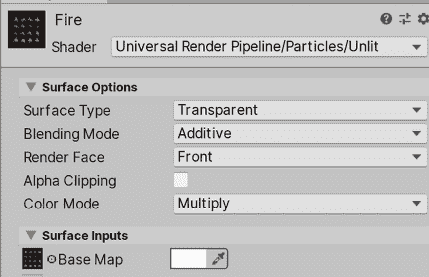 Fire
Shader Universal Render Pipeline/Particles/Unlit
Surface Options
Surface Type Transparent
Blending Mode Additive
Render Face Front
Alpha Clipping
Color Mode Multiply
Surface Inputs
Base Map